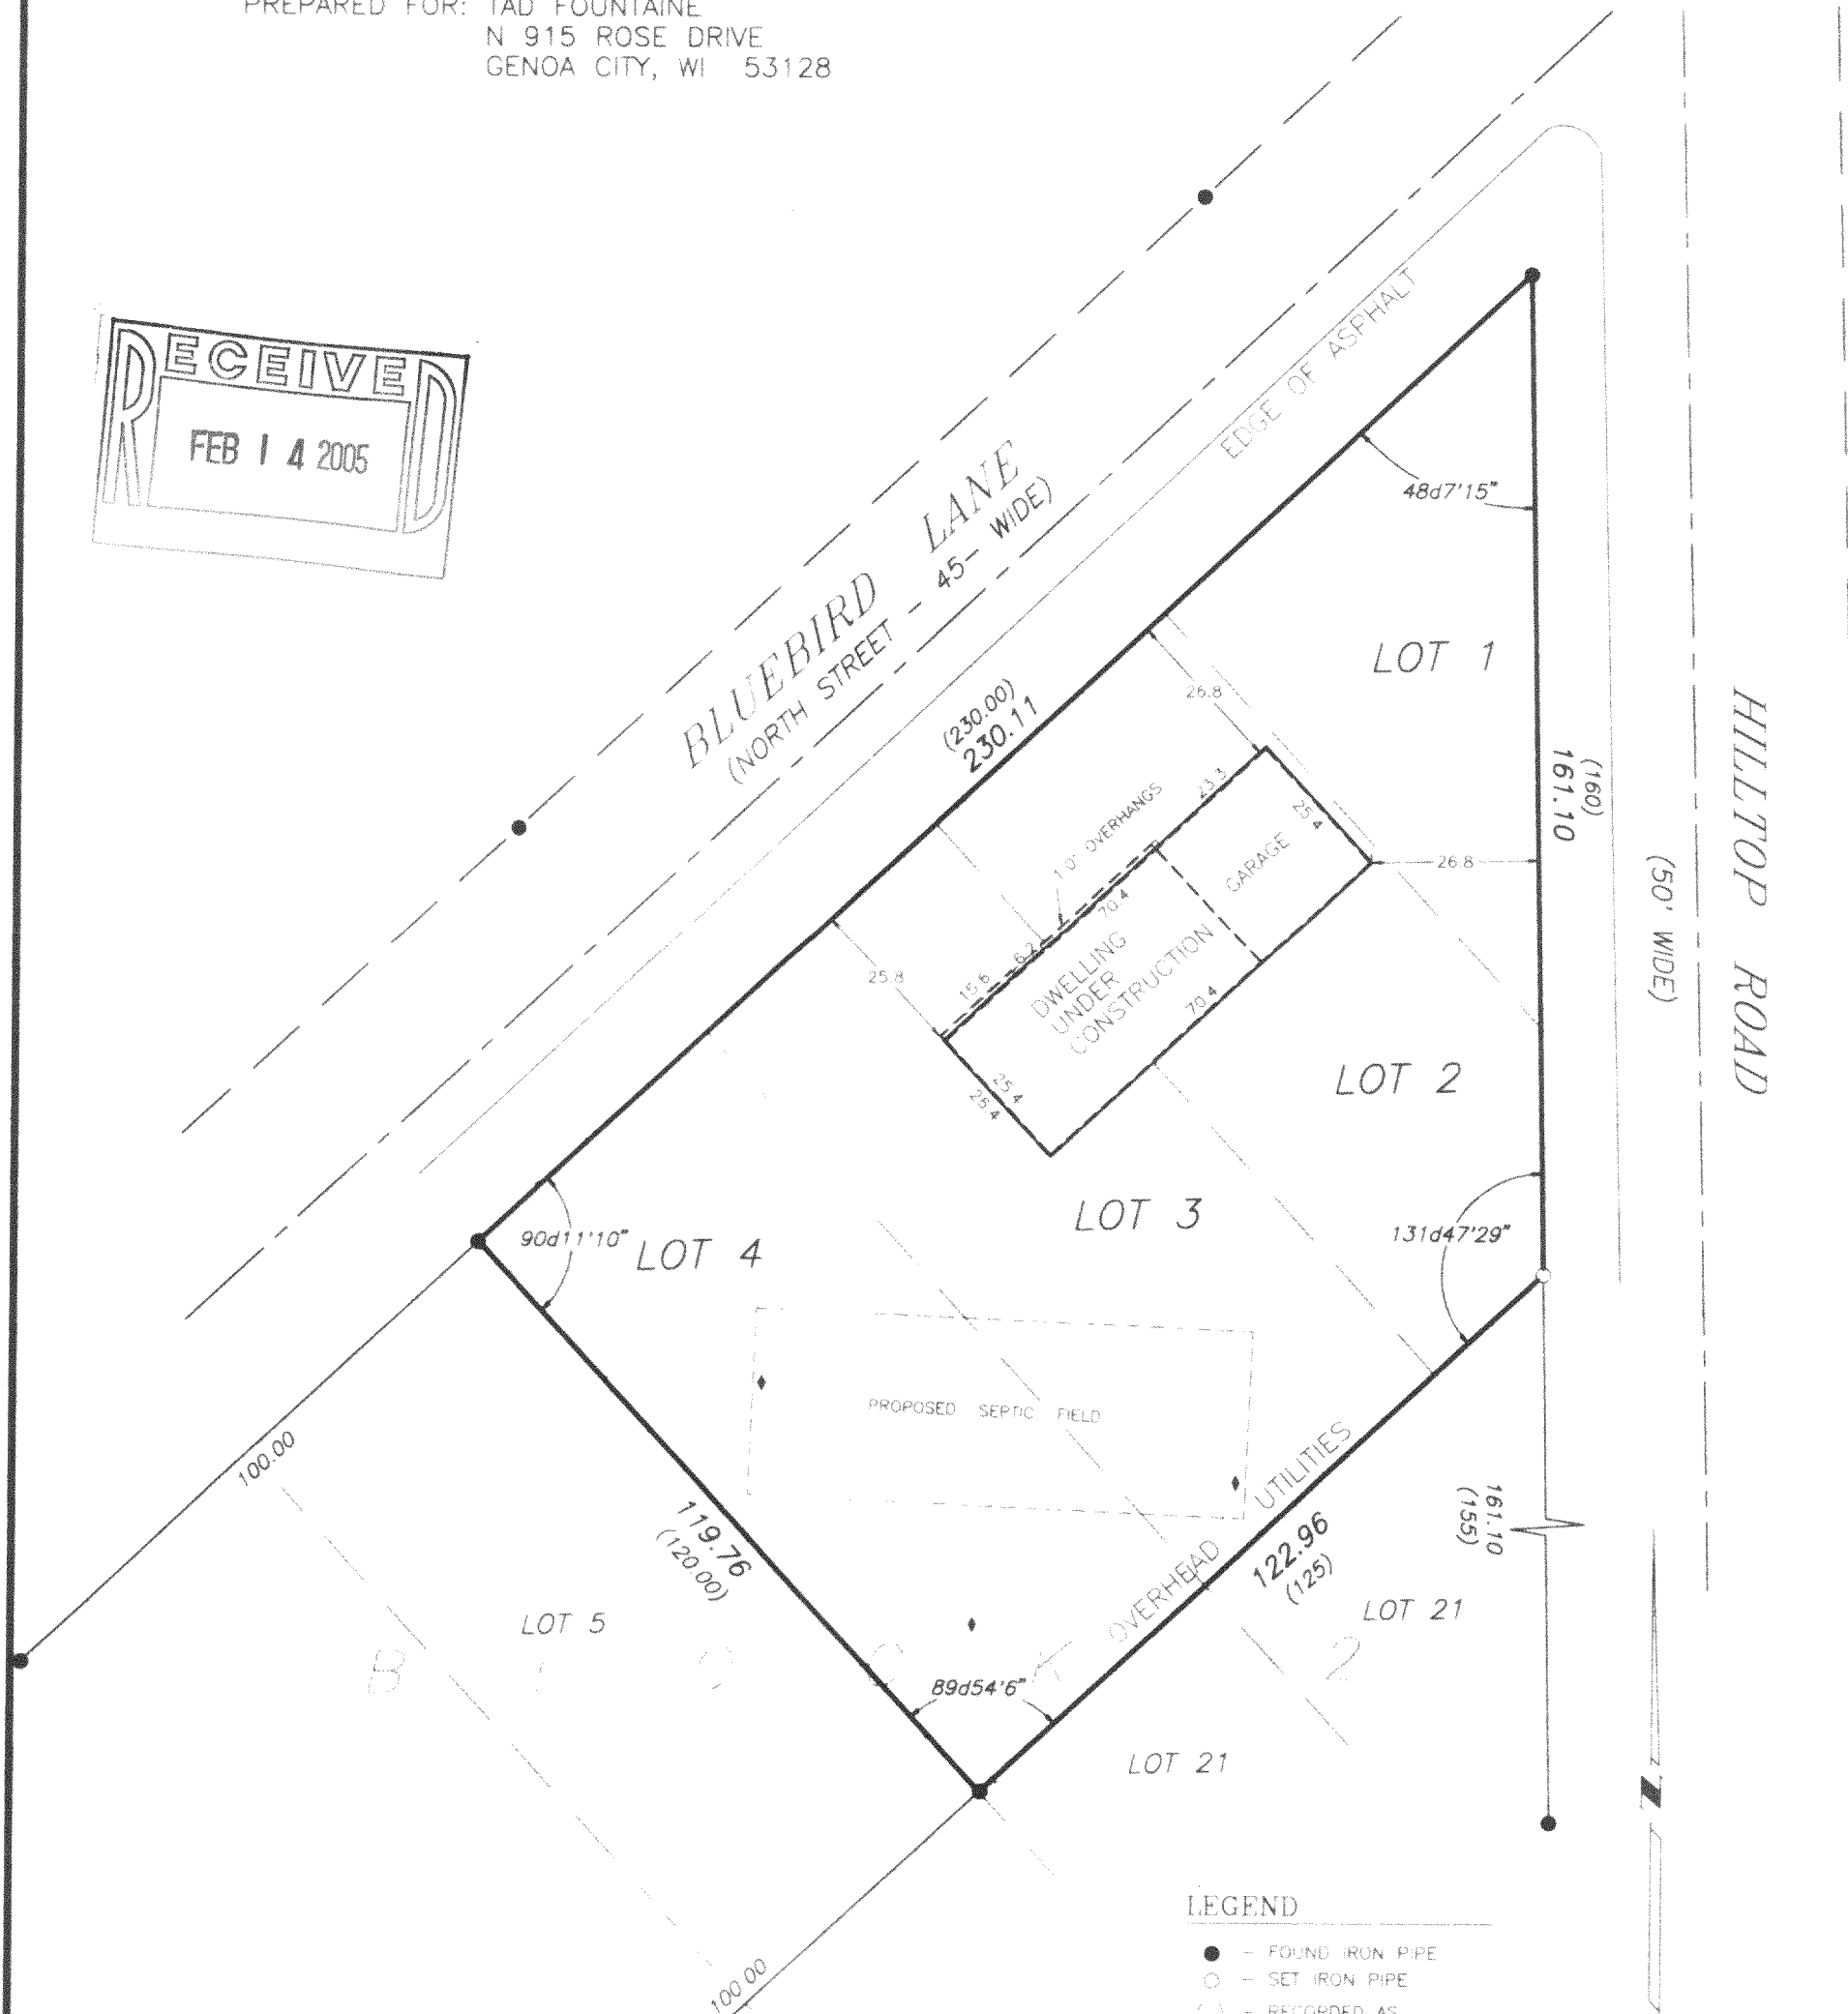 PREPARED FOR: TAD FOUNTAINE
N 915 ROSE DRIVE
GENOA CITY, WI 53128
RECEIVED
FEB 14 2005
BLUEBIRD LANE
(NORTH STREET - 45- WIDE)
EDGE OF ASPHALT
48d7'15"
LOT 1
HILLTOP ROAD
(50' WIDE)
(160)
161.10
(230.00)
230.11
26.8
23.3
25.4
1.0' OVERHANGS
GARAGE
26.8
70.4
25.8
15.6
6.2
DWELLING
UNDER
CONSTRUCTION
70.4
25.4
26.4
LOT 2
LOT 3
131d47'29"
90d11'10"
LOT 4
PROPOSED SEPTIC FIELD
100.00
119.76
(120.00)
OVERHEAD UTILITIES
122.96
(125)
161.10
(155)
LOT 21
LOT 5
BLOCK 2
89d54'6"
LOT 21
Z
100.00
LEGEND
- FOUND IRON PIPE
- SET IRON PIPE
( ) - RECORDED AS